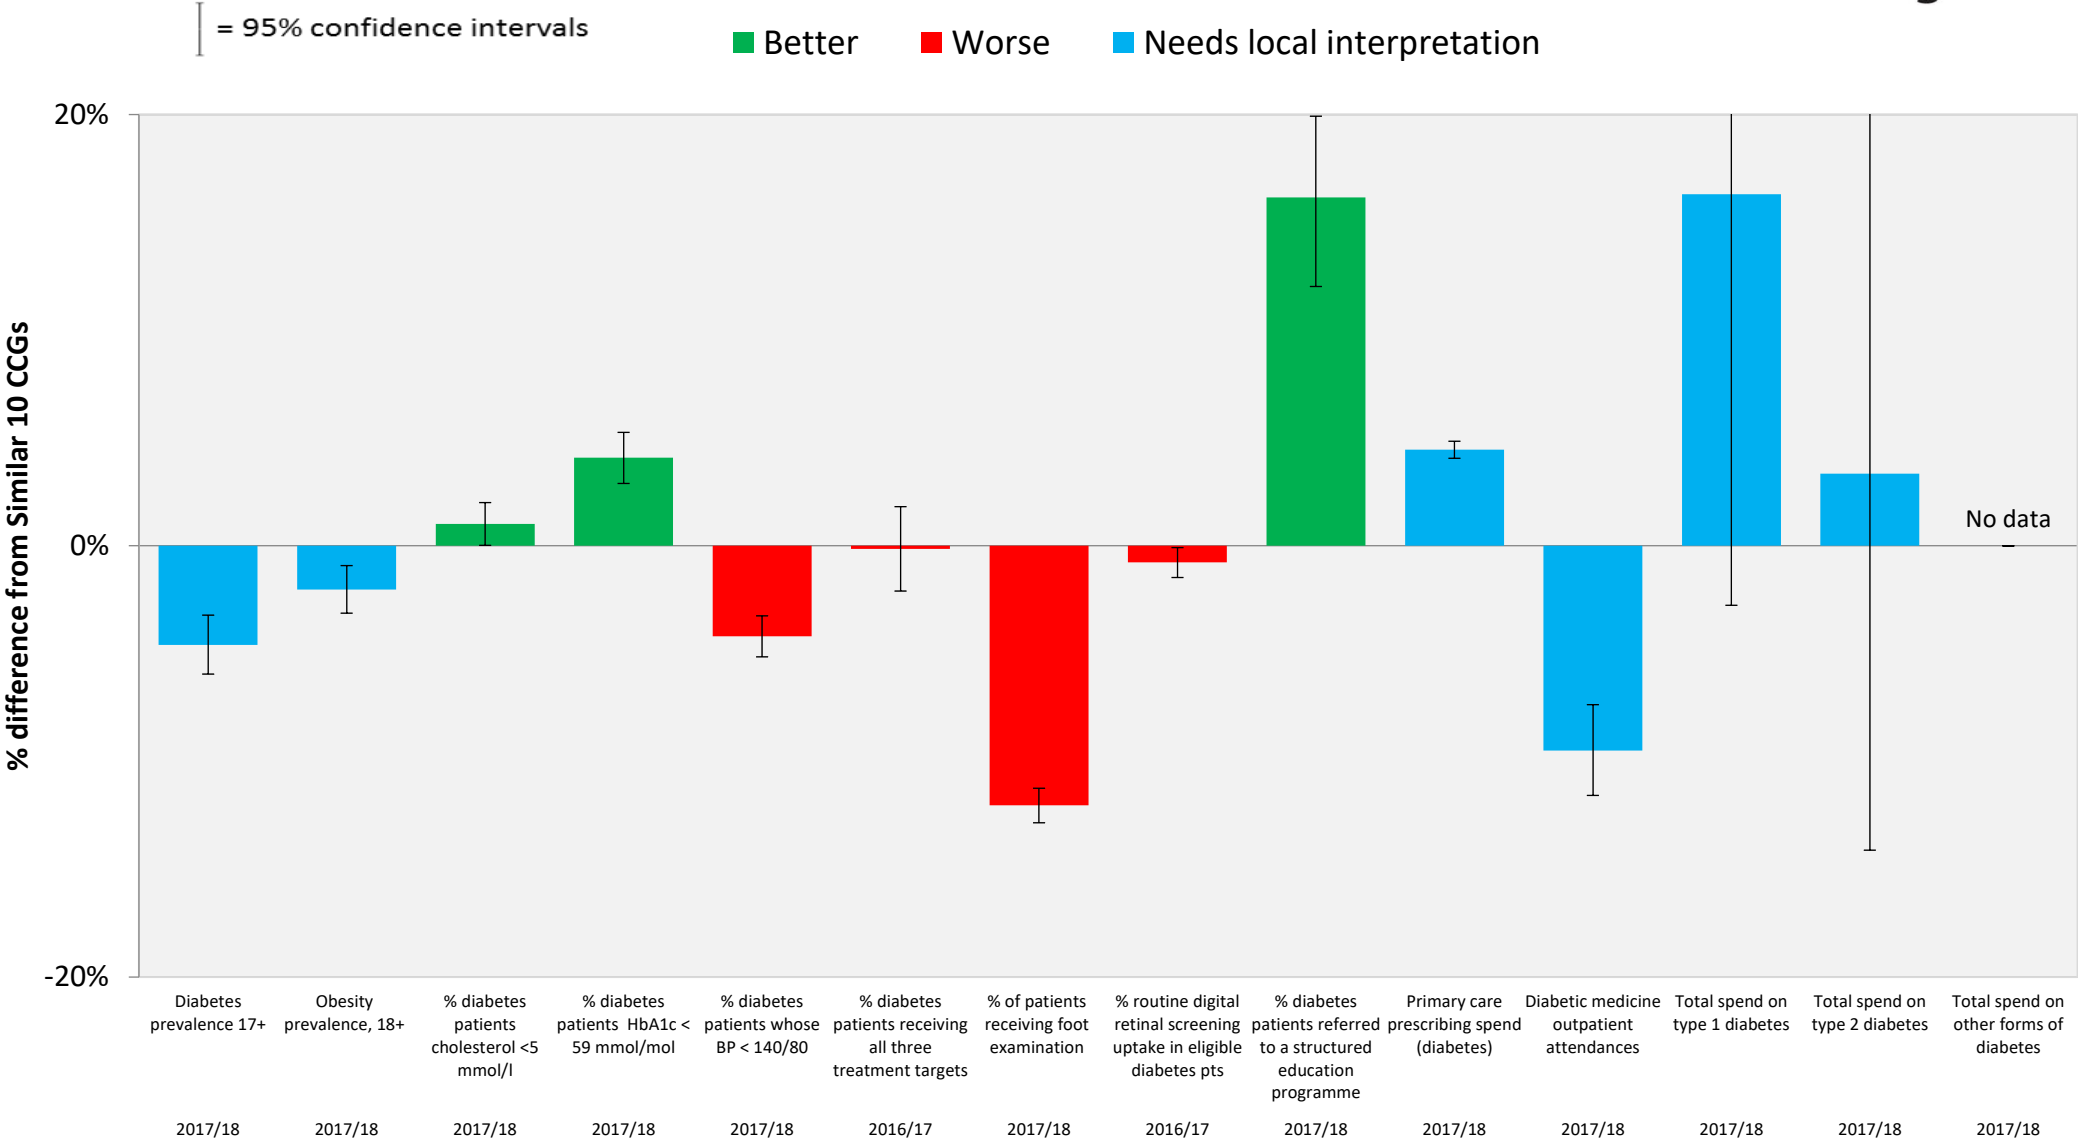 = 95% confidence intervals
Better
Worse
Needs local interpretation
% difference from Similar 10 CCGs
20%
0%
-20%
No data
Diabetes
prevalence 17+
2017/18
Obesity
prevalence, 18+
2017/18
% diabetes
patients
cholesterol <5
mmol/l
2017/18
% diabetes
patients HbA1c <
59 mmol/mol
2017/18
% diabetes
patients whose
BP < 140/80
2017/18
% diabetes
patients receiving
all three
treatment targets
2016/17
% of patients
receiving foot
examination
2017/18
% routine digital
retinal screening
uptake in eligible
diabetes pts
2016/17
% diabetes
patients referred
to a structured
education
programme
2017/18
Primary care
prescribing spend
(diabetes)
2017/18
Diabetic medicine
outpatient
attendances
2017/18
Total spend on
type 1 diabetes
2017/18
Total spend on
type 2 diabetes
2017/18
Total spend on
other forms of
diabetes
2017/18